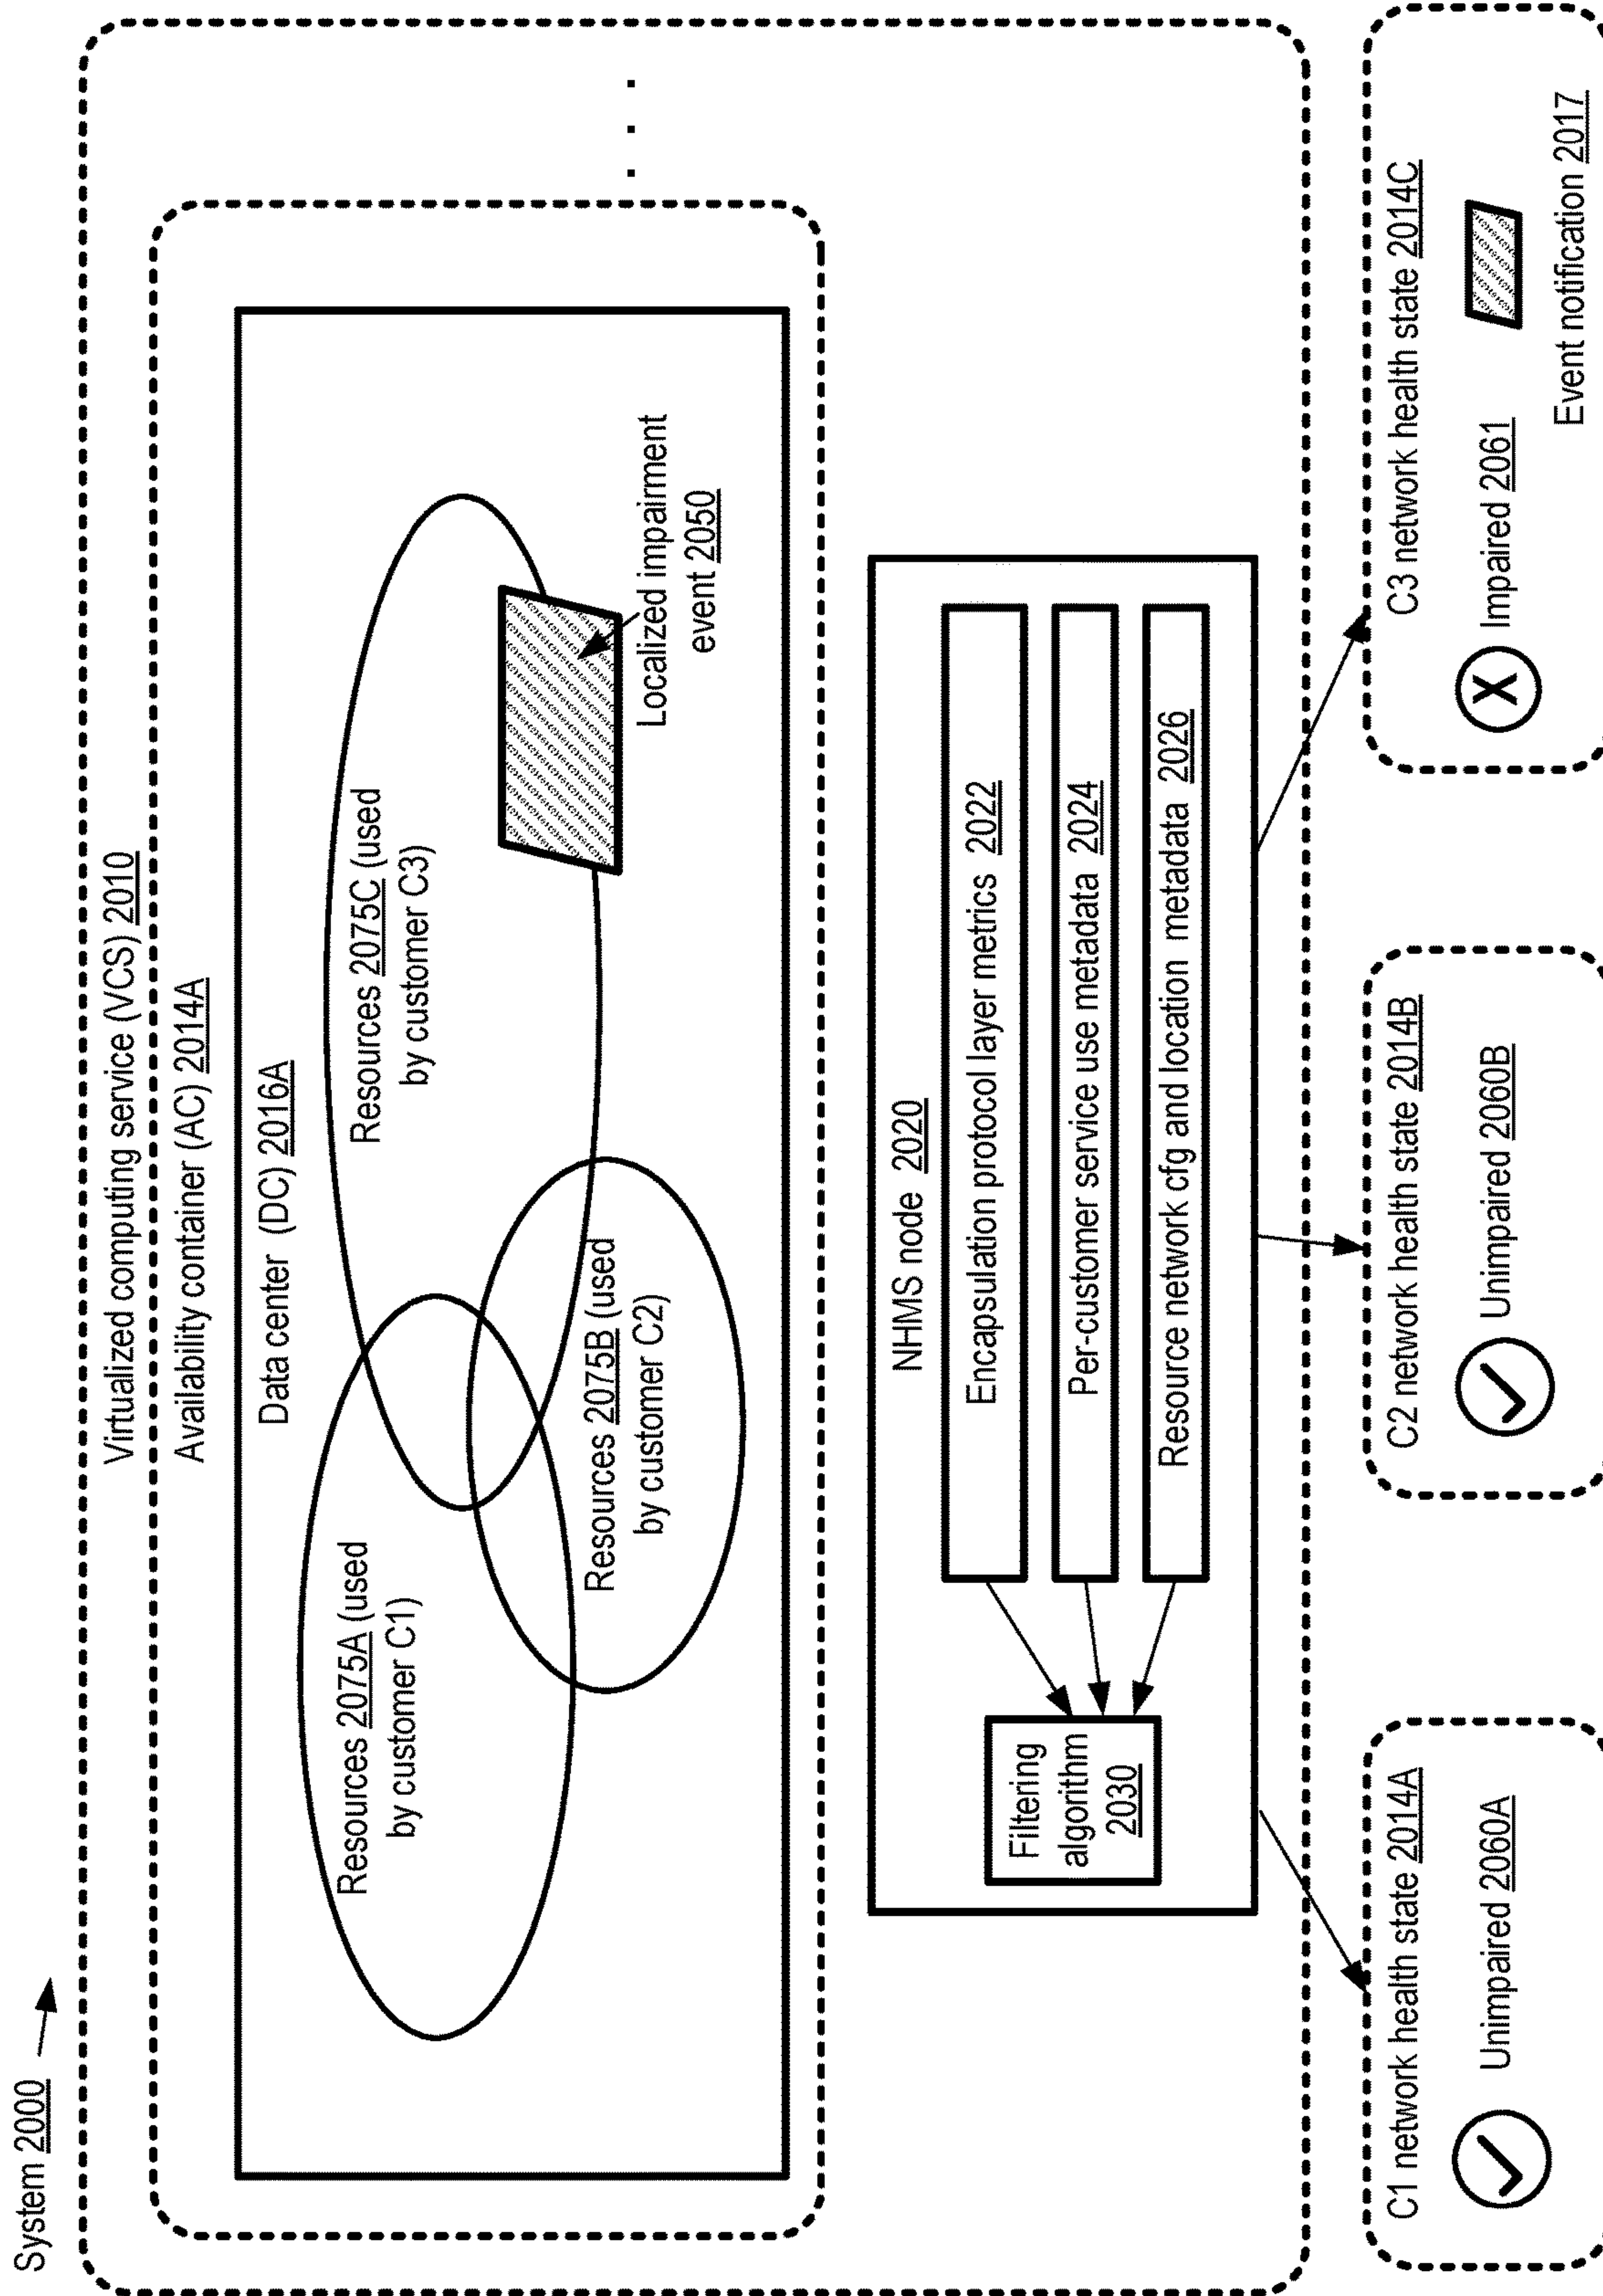 System 2000
Virtualized computing service (VCS) 2010
Availability container (AC) 2014A
Data center (DC) 2016A
Resources 2075A (used
by customer C1)
Resources 2075B (used
by customer C2)
Resources 2075C (used
by customer C3)
Localized impairment
event 2050
. . .
NHMS node 2020
Filtering
algorithm
2030
Encapsulation protocol layer metrics 2022
Per-customer service use metadata 2024
Resource network cfg and location metadata 2026
C1 network health state 2014A
Unimpaired 2060A
C2 network health state 2014B
Unimpaired 2060B
C3 network health state 2014C
X Impaired 2061
Event notification 2017